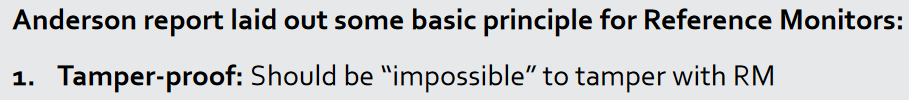 Anderson report laid out some basic principle for Reference Monitors:
1. Tamper-proof: Should be “impossible” to tamper with RM